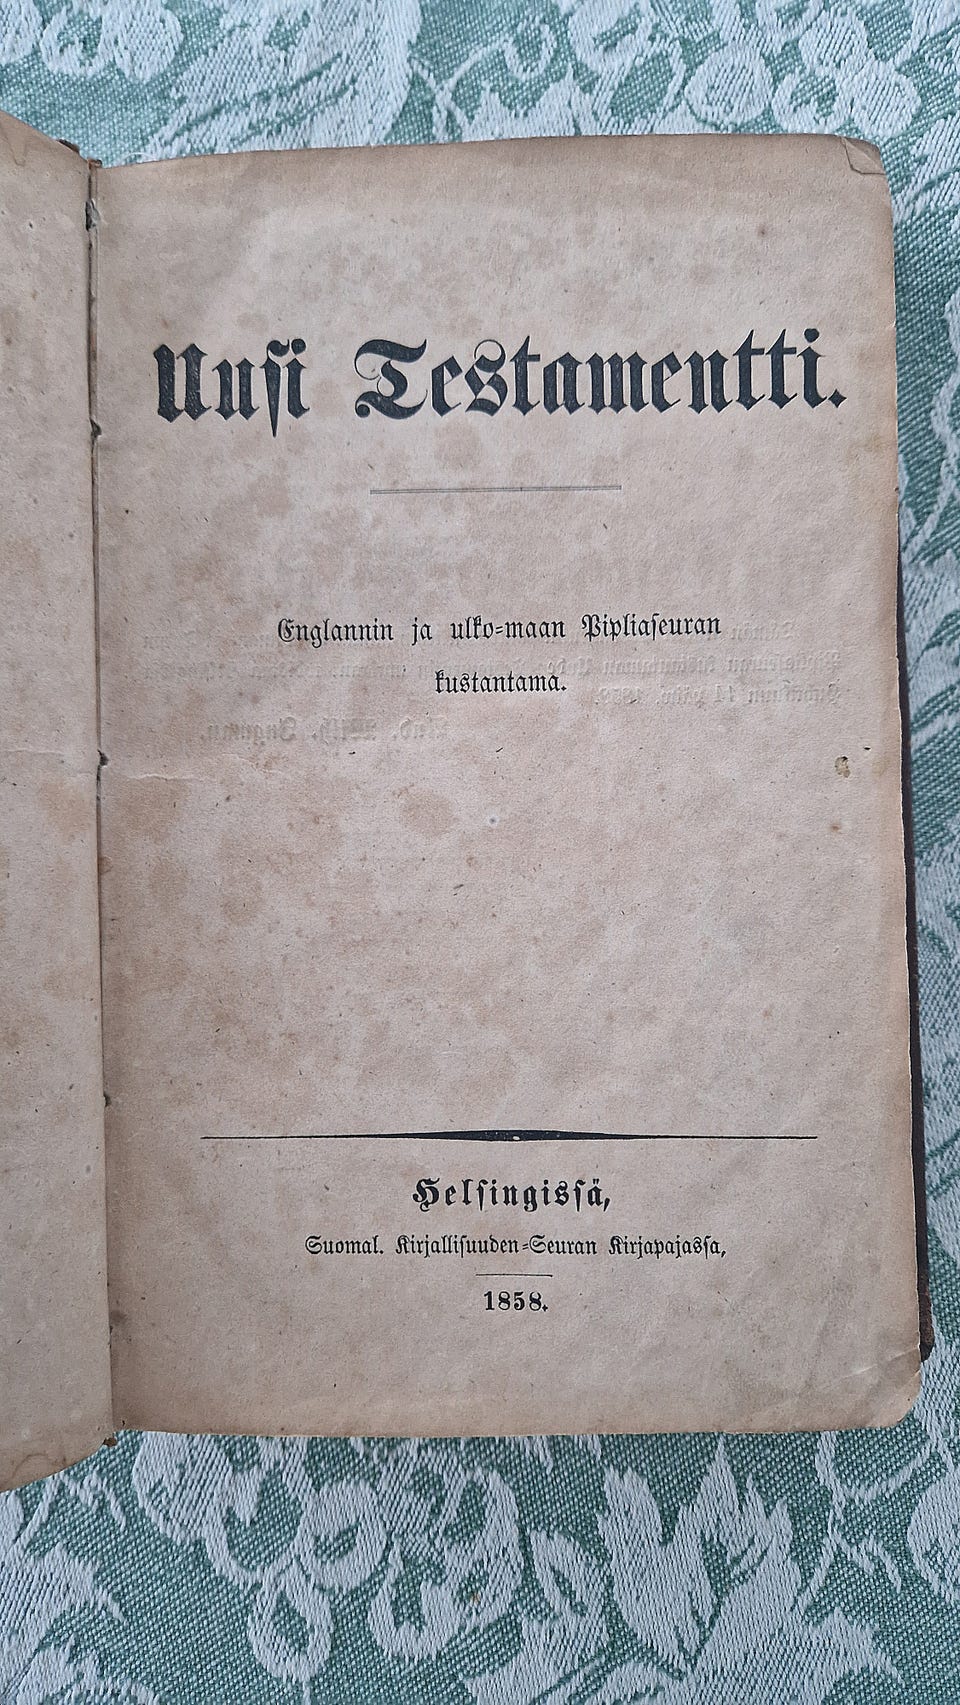 Uusi Testamentti.
Englannin ja ulko-maan Pipliaseuran
kustantama.
Helsingissä,
Suomal. Kirjallisuuden-Seuran Kirjapajassa,
1858.